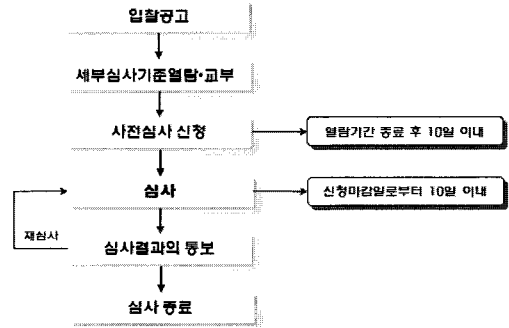 입찰공고
세부심사기준열람·교부
사전심사 신청
열람기간 종료 후 10일 이내
심사
신청마감일로부터 10일 이내
재심사
심사결과의 통보
심사 종료